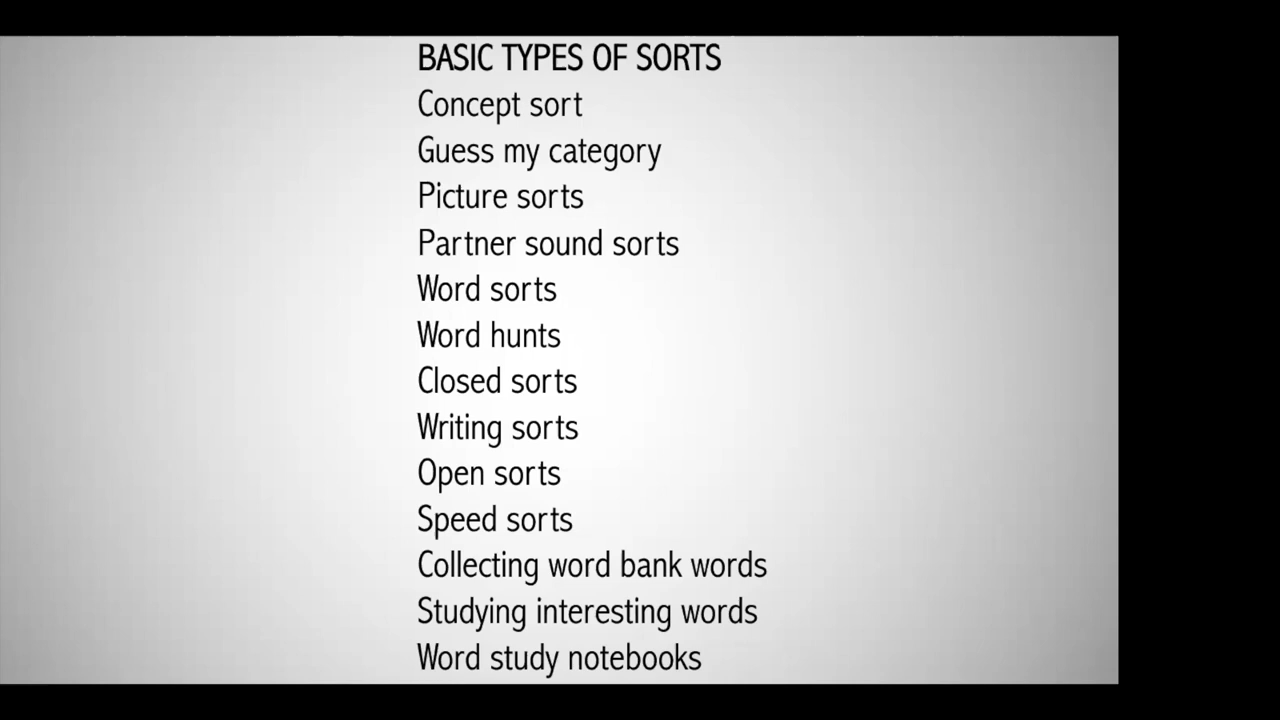 BASIC TYPES OF SORTS
Concept sort
Guess my category
Picture sorts
Partner sound sorts
Word sorts
Word hunts
Closed sorts
Writing sorts
Open sorts
Speed sorts
Collecting word bank words
Studying interesting words
Word study notebooks